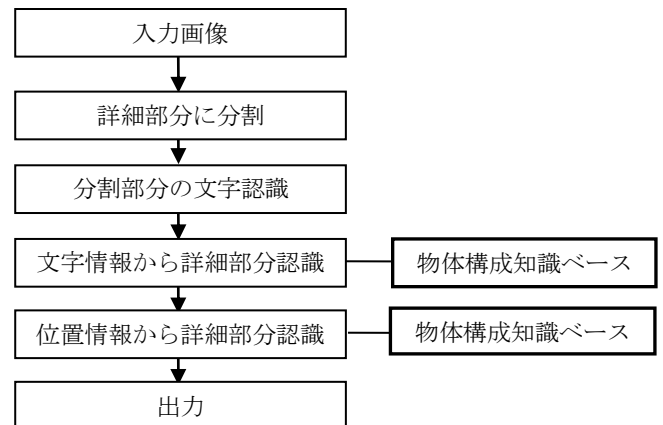 入力画像
詳細部分に分割
分割部分の文字認識
文字情報から詳細部分認識
物体構成知識ベース
位置情報から詳細部分認識
物体構成知識ベース
出力